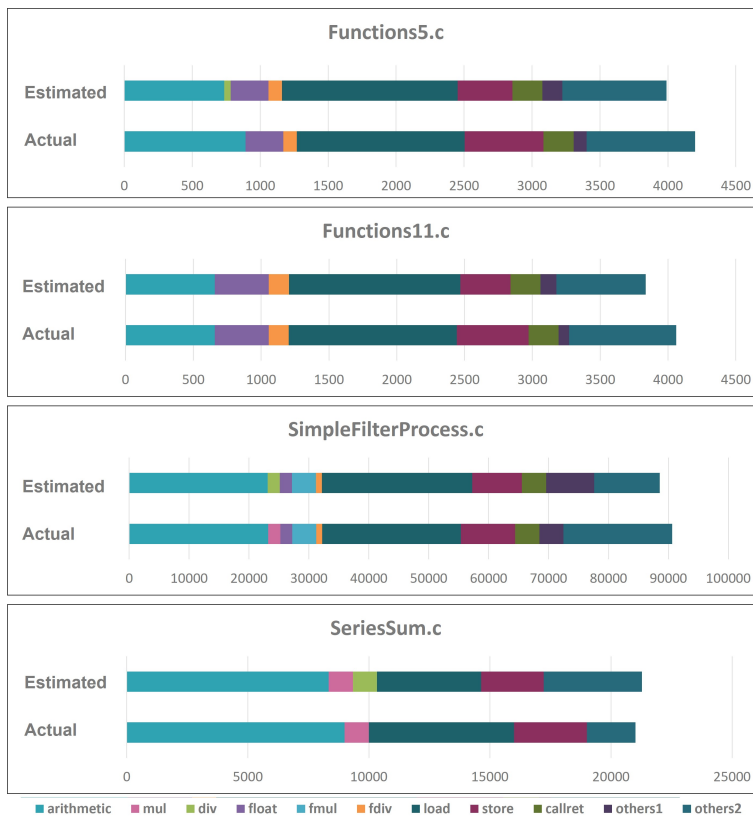 Functions5.c
Estimated
Actual
0 500 1000 1500 2000 2500 3000 3500 4000 4500
Functions11.c
Estimated
Actual
0 500 1000 1500 2000 2500 3000 3500 4000 4500
SimpleFilterProcess.c
Estimated
Actual
0 10000 20000 30000 40000 50000 60000 70000 80000 90000 100000
SeriesSum.c
Estimated
Actual
0 5000 10000 15000 20000 25000
arithmetic mul div float fmul fdiv load store callret others1 others2